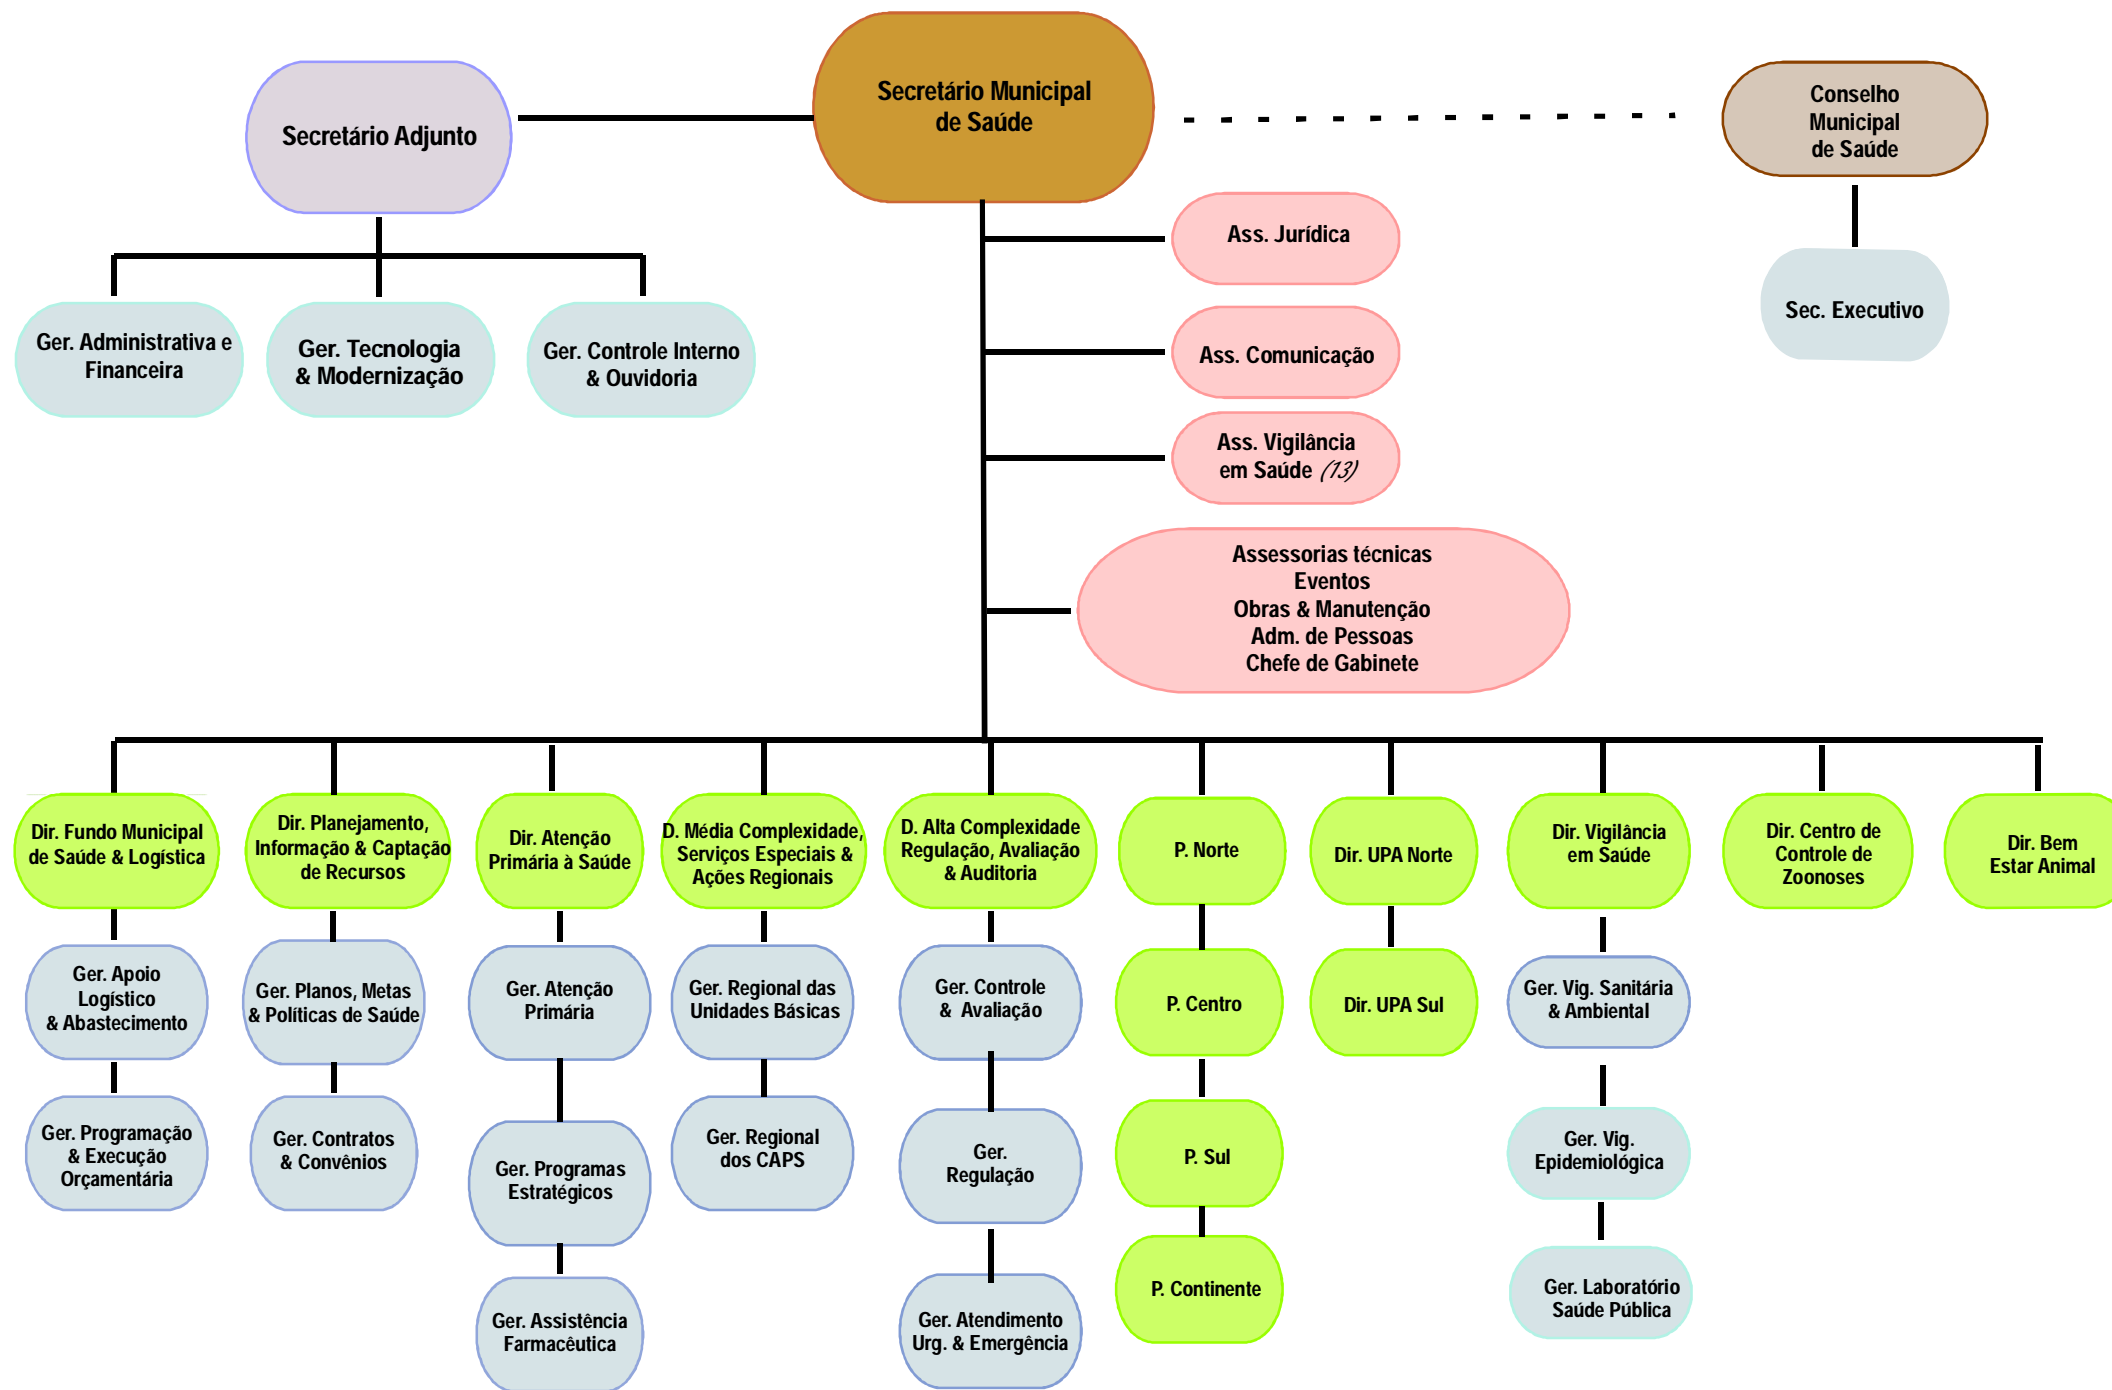 Secretário Municipal
de Saúde
Secretário Adjunto
Conselho
Municipal
de Saúde
Ass. Jurídica
Sec. Executivo
Ger. Administrativa e
Financeira
Ger. Tecnologia
& Modernização
Ger. Controle Interno
& Ouvidoria
Ass. Comunicação
Ass. Vigilância
em Saúde (13)
Assessorias técnicas
Eventos
Obras & Manutenção
Adm. de Pessoas
Chefe de Gabinete
Dir. Fundo Municipal
de Saúde & Logística
Dir. Planejamento,
Informação & Captação
de Recursos
Dir. Atenção
Primária à Saúde
D. Média Complexidade,
Serviços Especiais &
Ações Regionais
D. Alta Complexidade
Regulação, Avaliação
& Auditoria
P. Norte
Dir. UPA Norte
Dir. Vigilância
em Saúde
Dir. Centro de
Controle de
Zoonoses
Dir. Bem
Estar Animal
Ger. Apoio
Logístico
& Abastecimento
Ger. Planos, Metas
& Políticas de Saúde
Ger. Atenção
Primária
Ger. Regional das
Unidades Básicas
Ger. Controle
& Avaliação
P. Centro
Dir. UPA Sul
Ger. Vig. Sanitária
& Ambiental
Ger. Programação
& Execução
Orçamentária
Ger. Contratos
& Convênios
Ger. Programas
Estratégicos
Ger. Regional
dos CAPS
Ger.
Regulação
P. Sul
Ger. Vig.
Epidemiológica
Ger. Assistência
Farmacêutica
Ger. Atendimento
Urg. & Emergência
P. Continente
Ger. Laboratório
Saúde Pública